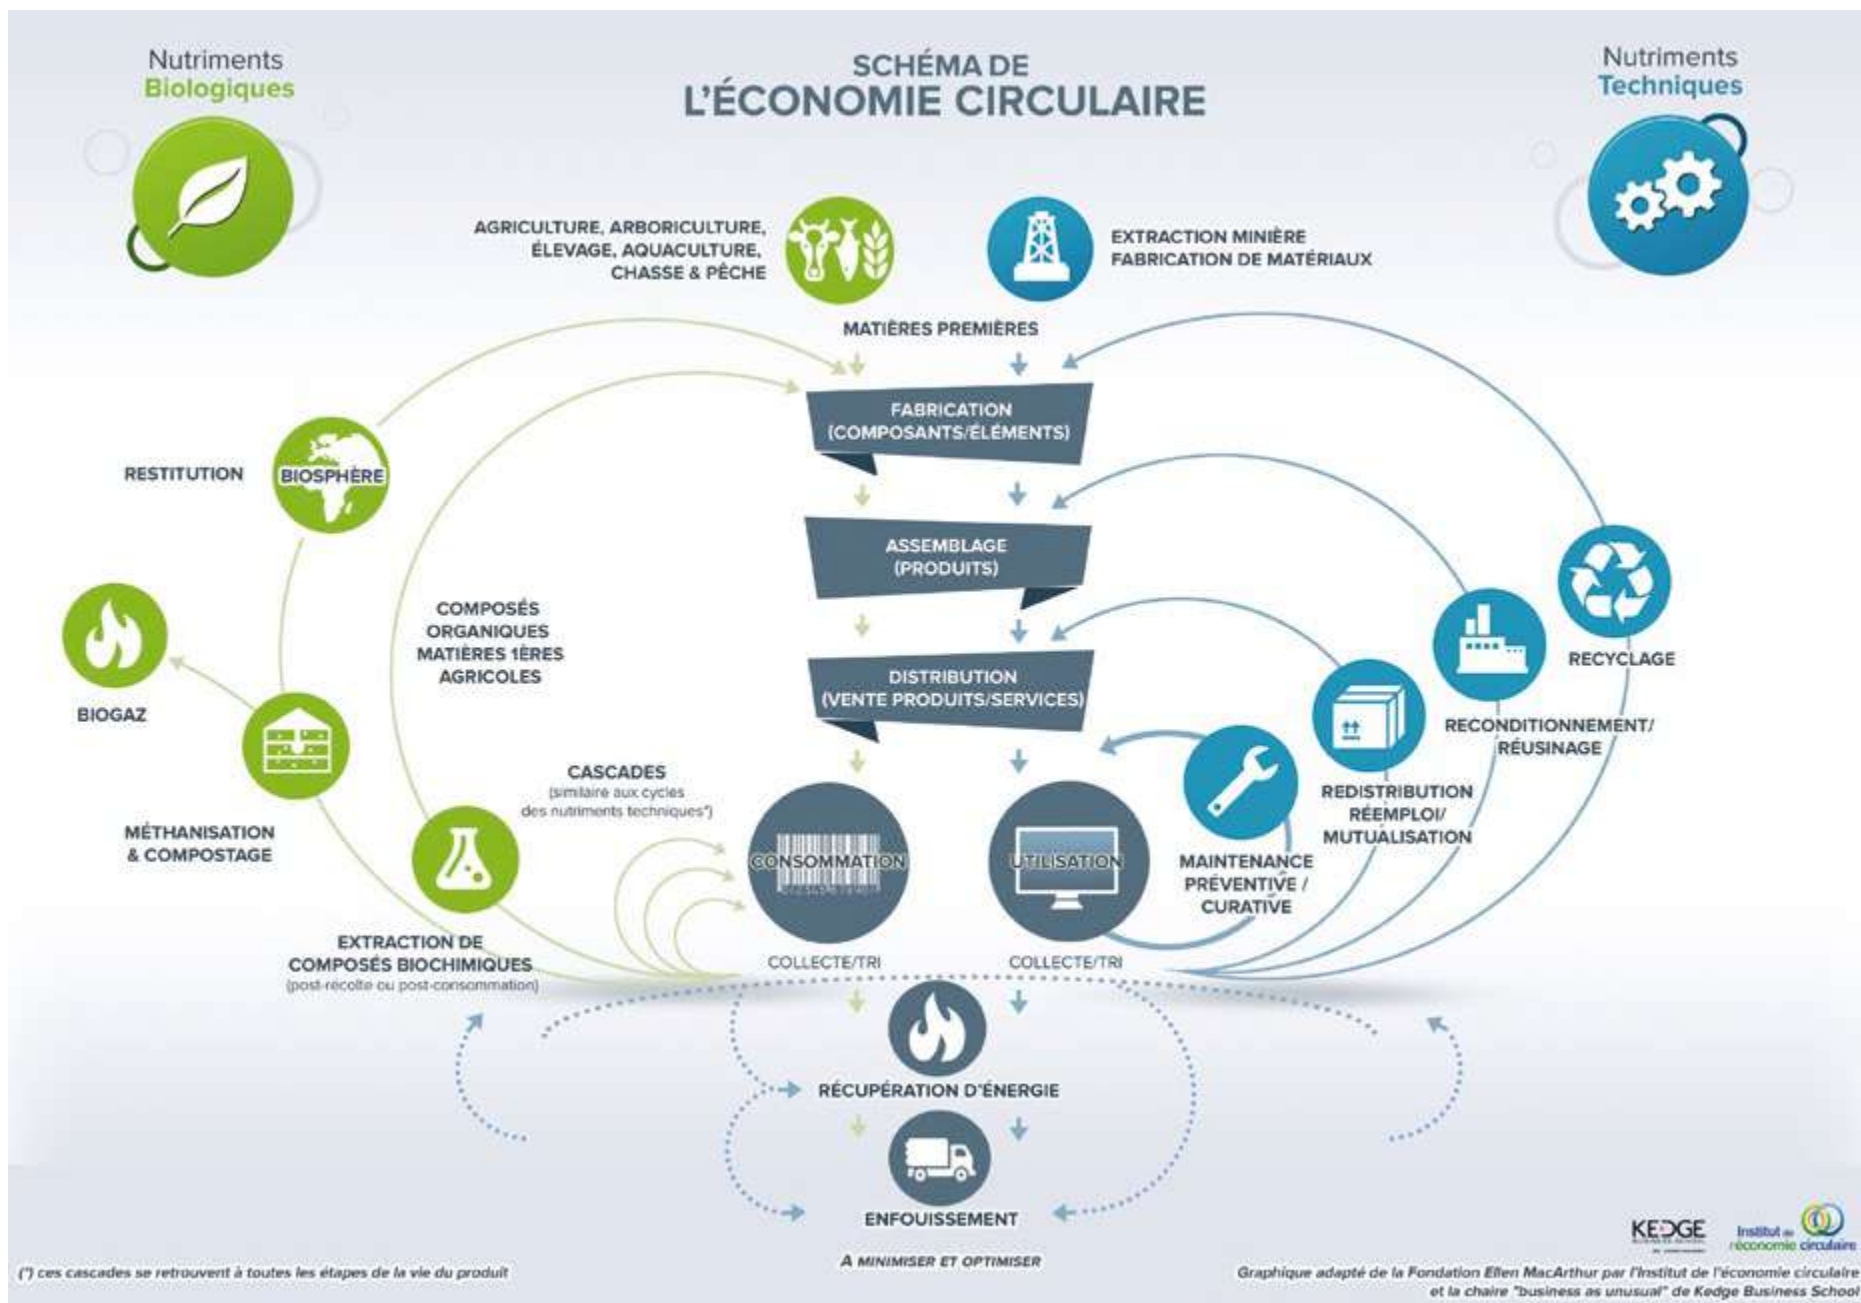 Nutriments
Biologiques
SCHÉMA DE
L'ÉCONOMIE CIRCULAIRE
Nutriments
Techniques
AGRICULTURE, ARBORICULTURE,
ÉLEVAGE, AQUACULTURE,
CHASSE & PÊCHE
EXTRACTION MINIÈRE
FABRICATION DE MATÉRIAUX
MATIÈRES PREMIÈRES
FABRICATION
(COMPOSANTS/ÉLÉMENTS)
RESTITUTION
BIOSPHÈRE
ASSEMBLAGE
(PRODUITS)
COMPOSÉS
ORGANIQUES
MATIÈRES 1ÈRES
AGRICOLES
RECYCLAGE
DISTRIBUTION
(VENTE PRODUITS/SERVICES)
BIOGAZ
RECONDITIONNEMENT/
RÉUSINAGE
CASCADES
(similaire aux cycles
des nutriments techniques*)
REDISTRIBUTION
RÉEMPLOI/
MUTUALISATION
MÉTHANISATION
& COMPOSTAGE
CONSOMMATION
UTILISATION
MAINTENANCE
PRÉVENTIVE /
CURATIVE
EXTRACTION DE
COMPOSÉS BIOCHIMIQUES
(post-récolte ou post-consommation)
COLLECTE/TRI
COLLECTE/TRI
RÉCUPÉRATION D'ÉNERGIE
ENFOUISSEMENT
A MINIMISER ET OPTIMISER
KEDGE
Institut de
l'économie circulaire
(*) ces cascades se retrouvent à toutes les étapes de la vie du produit
Graphique adapté de la Fondation Ellen MacArthur par l'Institut de l'économie circulaire
et la chaire "business as unusual" de Kedge Business School